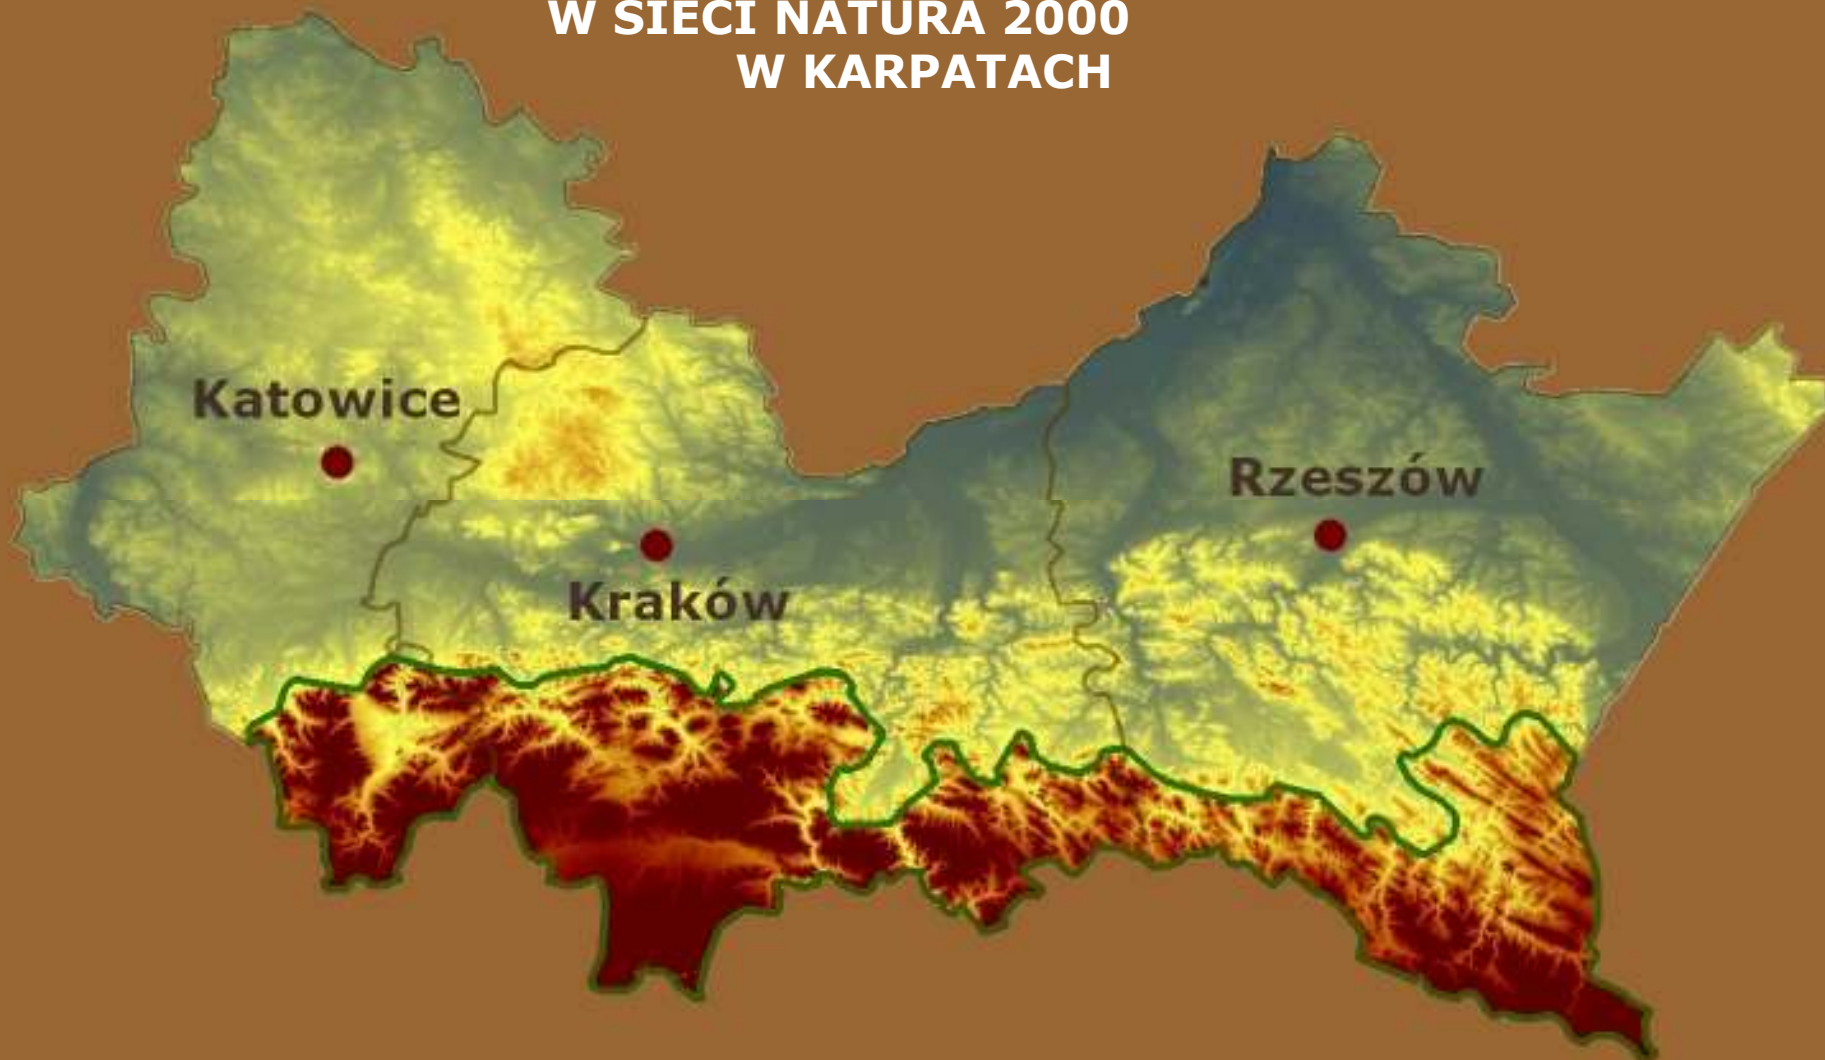 W SIECI NATURA 2000
W KARPATACH
Katowice
Rzeszów
Kraków